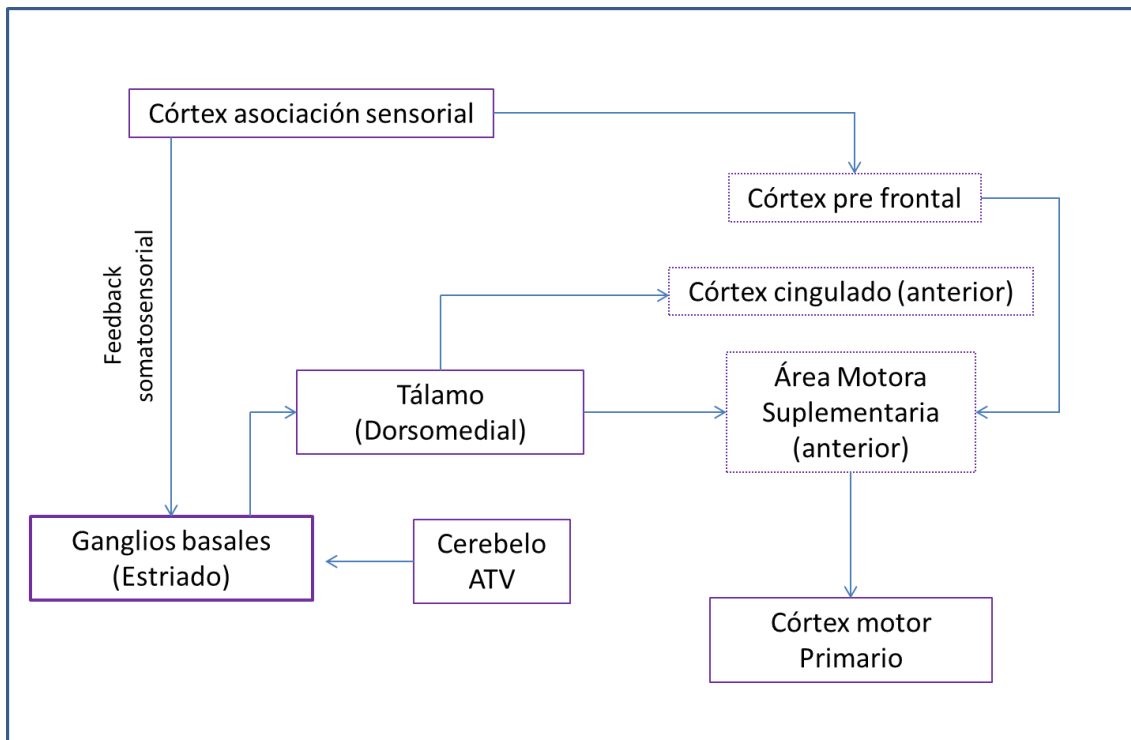 Córtex asociación sensorial
Córtex pre frontal
Feedback
somatosensorial
Córtex cingulado (anterior)
Tálamo
(Dorsomedial)
Área Motora
Suplementaria
(anterior)
Ganglios basales
(Estriado)
Cerebelo
ATV
Córtex motor
Primario